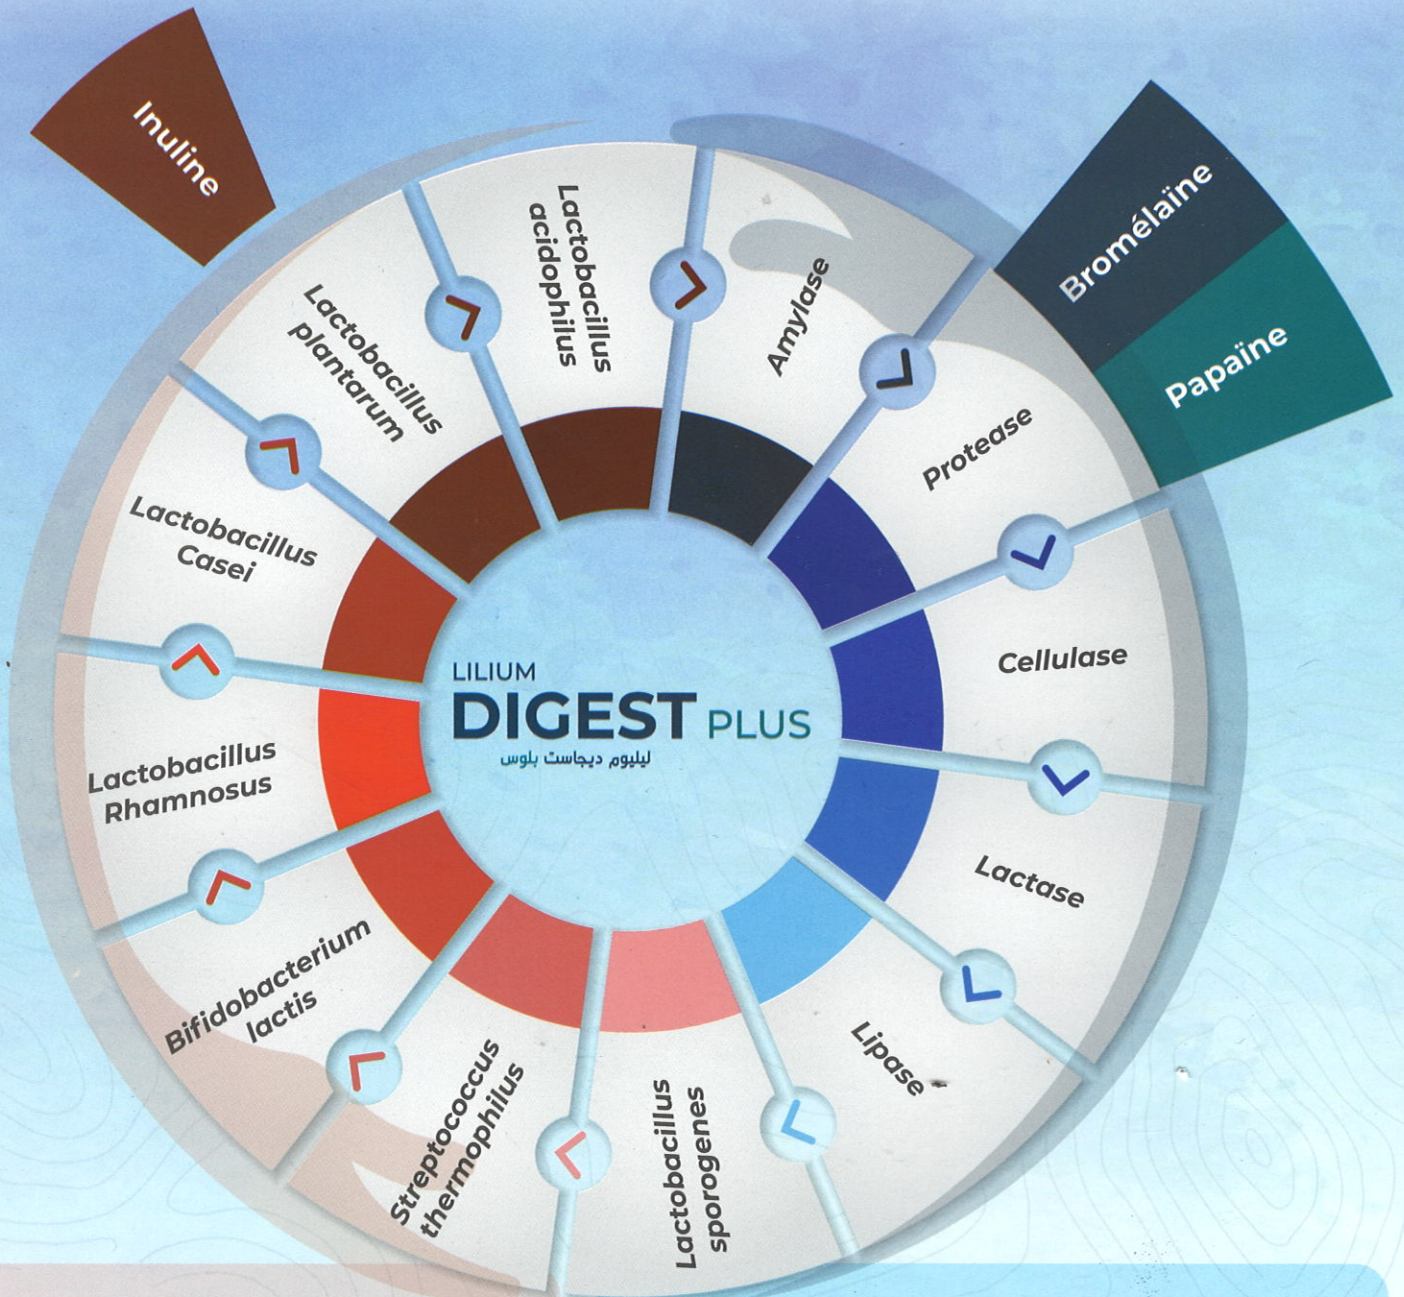 Inuline
Bromélaïne
Papaïne
Lactobacillus
acidophilus
Amylase
Protease
Cellulase
Lactase
Lipase
Lactobacillus
sporogenes
Streptococcus
thermophilus
Bifidobacterium
lactis
Lactobacillus
Rhamnosus
Lactobacillus
Casei
Lactobacillus
plantarum
LILIUM
DIGEST PLUS
ليليوم ديجاست بلوس